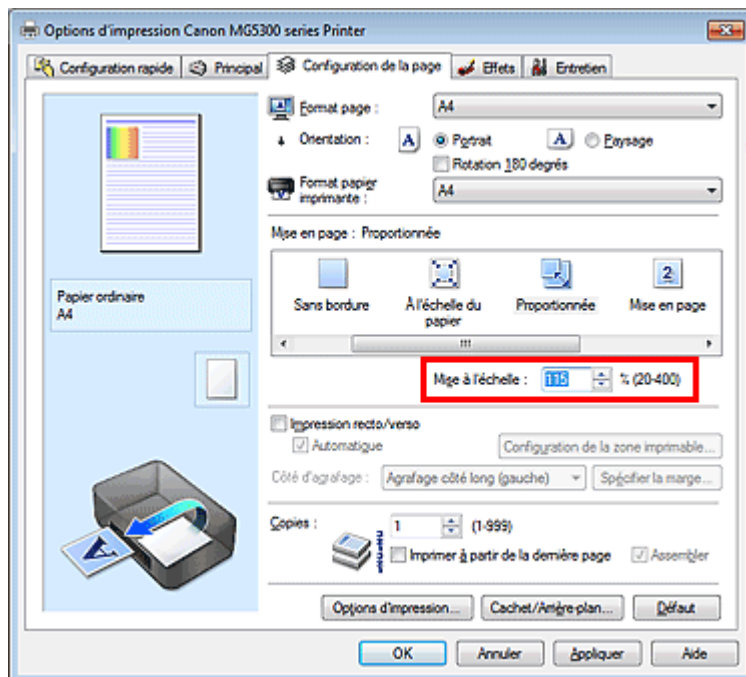 Options d'impression Canon MG5300 series Printer
Configuration rapide Principal Configuration de la page Effets Entretien
Format page : A4
Orientation : A Portrait A Paysage
Rotation 180 degrés
Format papier imprimante : A4
Mise en page : Proportionnée
Sans bordure À l'échelle du papier Proportionnée Mise en page
2
Papier ordinaire
A4
Mise à l'échelle : 115 % (20-400)
Impression recto/verso
Automatique Configuration de la zone imprimable...
Côté d'agrafage : Agrafage côté long (gauche) Spécifier la marge...
Copies : 1 (1-999)
Imprimer à partir de la dernière page Assembler
A
Options d'impression... Cachet/Arrière-plan... Défaut
OK Annuler Appliquer Aide